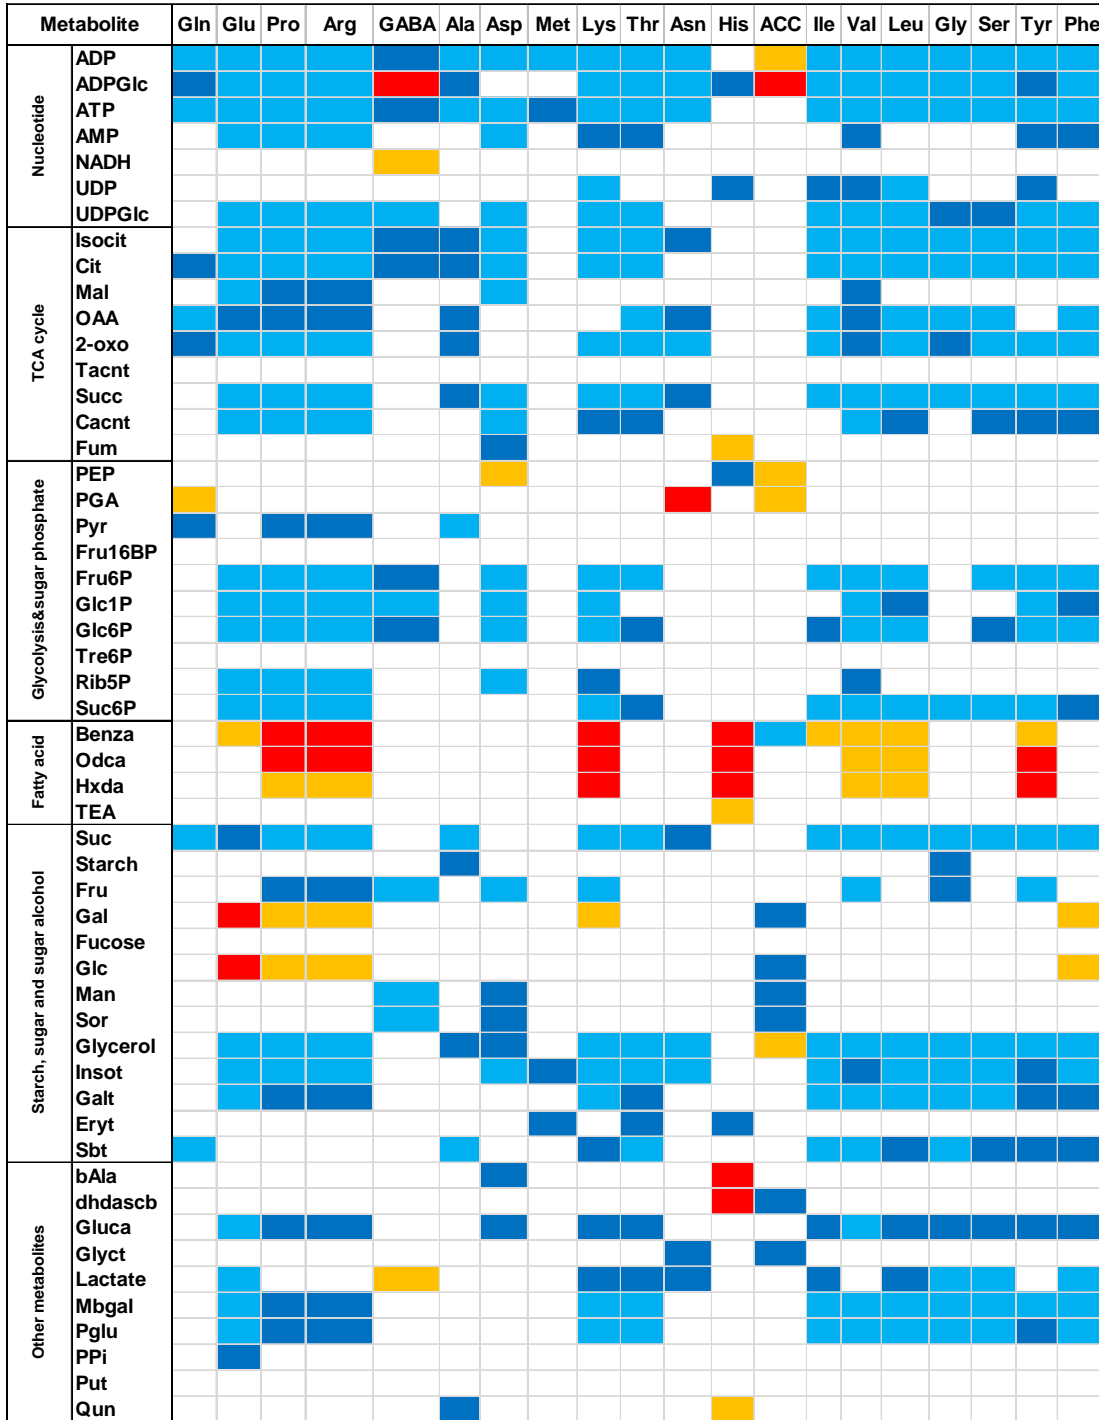 Metabolite Gln Glu Pro Arg GABA Ala Asp Met Lys Thr Asn His ACC Ile Val Leu Gly Ser Tyr Phe
Nucleotide
ADP
ADPGlc
ATP
AMP
NADH
UDP
UDPGlc
TCA cycle
Isocit
Cit
Mal
OAA
2-oxo
Tacnt
Succ
Cacnt
Fum
Glycolysis&sugar phosphate
PEP
PGA
Pyr
Fru16BP
Fru6P
Glc1P
Glc6P
Tre6P
Rib5P
Suc6P
Fatty acid
Benza
Odca
Hxda
TEA
Starch, sugar and sugar alcohol
Suc
Starch
Fru
Gal
Fucose
Glc
Man
Sor
Glycerol
Insot
Galt
Eryt
Sbt
Other metabolites
bAla
dhdascb
Gluca
Glyct
Lactate
Mbgal
Pglu
PPi
Put
Qun